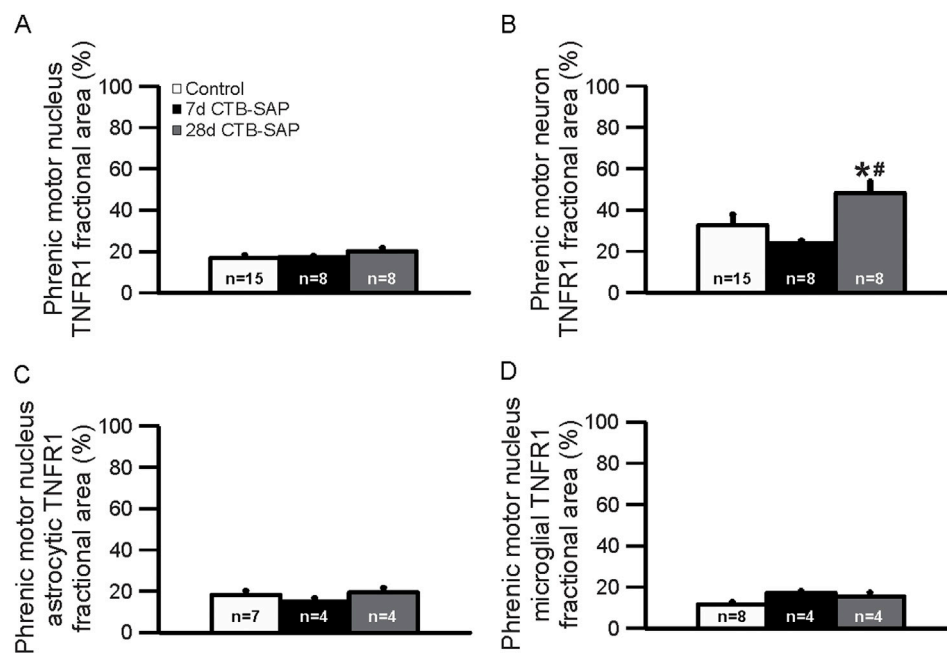 A
Phrenic motor nucleus
TNFR1 fractional area (%)
100
80
60
40
20
0
Control
7d CTB-SAP
28d CTB-SAP
n=15
n=8
n=8
B
Phrenic motor neuron
TNFR1 fractional area (%)
100
80
60
40
20
0
*#
n=15
n=8
n=8
C
Phrenic motor nucleus
astrocytic TNFR1
fractional area (%)
100
80
60
40
20
0
n=7
n=4
n=4
D
Phrenic motor nucleus
microglial TNFR1
fractional area (%)
100
80
60
40
20
0
n=8
n=4
n=4